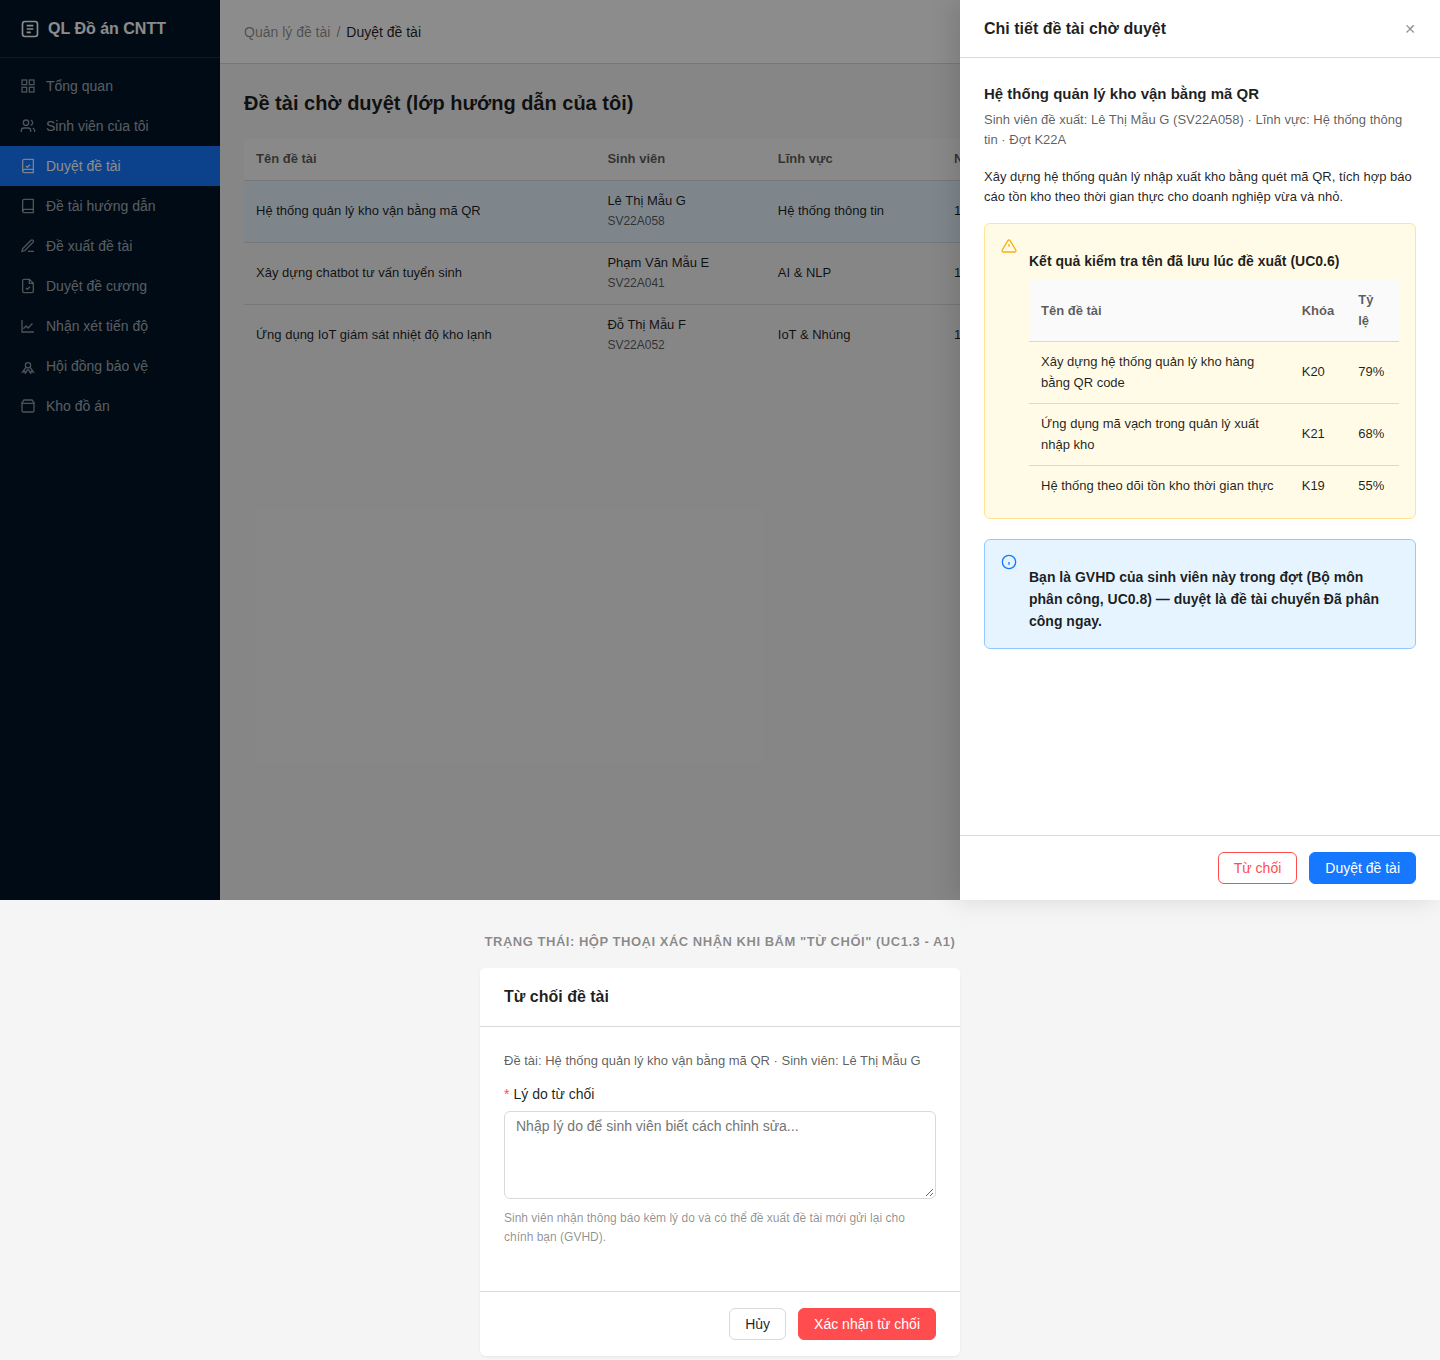 QL Đồ án CNTT
Tổng quan
Sinh viên của tôi
Duyệt đề tài
Đề tài hướng dẫn
Đề xuất đề tài
Duyệt đề cương
Nhận xét tiến độ
Hội đồng bảo vệ
Kho đồ án
Quản lý đề tài / Duyệt đề tài
Đề tài chờ duyệt (lớp hướng dẫn của tôi)
Tên đề tài Sinh viên Lĩnh vực N
Hệ thống quản lý kho vận bằng mã QR Lê Thị Mẫu G Hệ thống thông tin 1
SV22A058
Xây dựng chatbot tư vấn tuyển sinh Phạm Văn Mẫu E AI & NLP 1
SV22A041
Ứng dụng IoT giám sát nhiệt độ kho lạnh Đỗ Thị Mẫu F IoT & Nhúng 1
SV22A052
Chi tiết đề tài chờ duyệt
Hệ thống quản lý kho vận bằng mã QR
Sinh viên đề xuất: Lê Thị Mẫu G (SV22A058) · Lĩnh vực: Hệ thống thông
tin · Đợt K22A
Xây dựng hệ thống quản lý nhập xuất kho bằng quét mã QR, tích hợp báo
cáo tồn kho theo thời gian thực cho doanh nghiệp vừa và nhỏ.
Kết quả kiểm tra tên đã lưu lúc đề xuất (UC0.6)
Tên đề tài Khóa Tỷ
lệ
Xây dựng hệ thống quản lý kho hàng
bằng QR code K20 79%
Ứng dụng mã vạch trong quản lý xuất
nhập kho K21 68%
Hệ thống theo dõi tồn kho thời gian thực K19 55%
Bạn là GVHD của sinh viên này trong đợt (Bộ môn
phân công, UC0.8) — duyệt là đề tài chuyển Đã phân
công ngay.
Từ chối Duyệt đề tài
TRẠNG THÁI: HỘP THOẠI XÁC NHẬN KHI BẤM "TỪ CHỐI" (UC1.3 - A1)
Từ chối đề tài
Đề tài: Hệ thống quản lý kho vận bằng mã QR · Sinh viên: Lê Thị Mẫu G
* Lý do từ chối
Nhập lý do để sinh viên biết cách chỉnh sửa...
Sinh viên nhận thông báo kèm lý do và có thể đề xuất đề tài mới gửi lại cho
chính bạn (GVHD).
Hủy Xác nhận từ chối